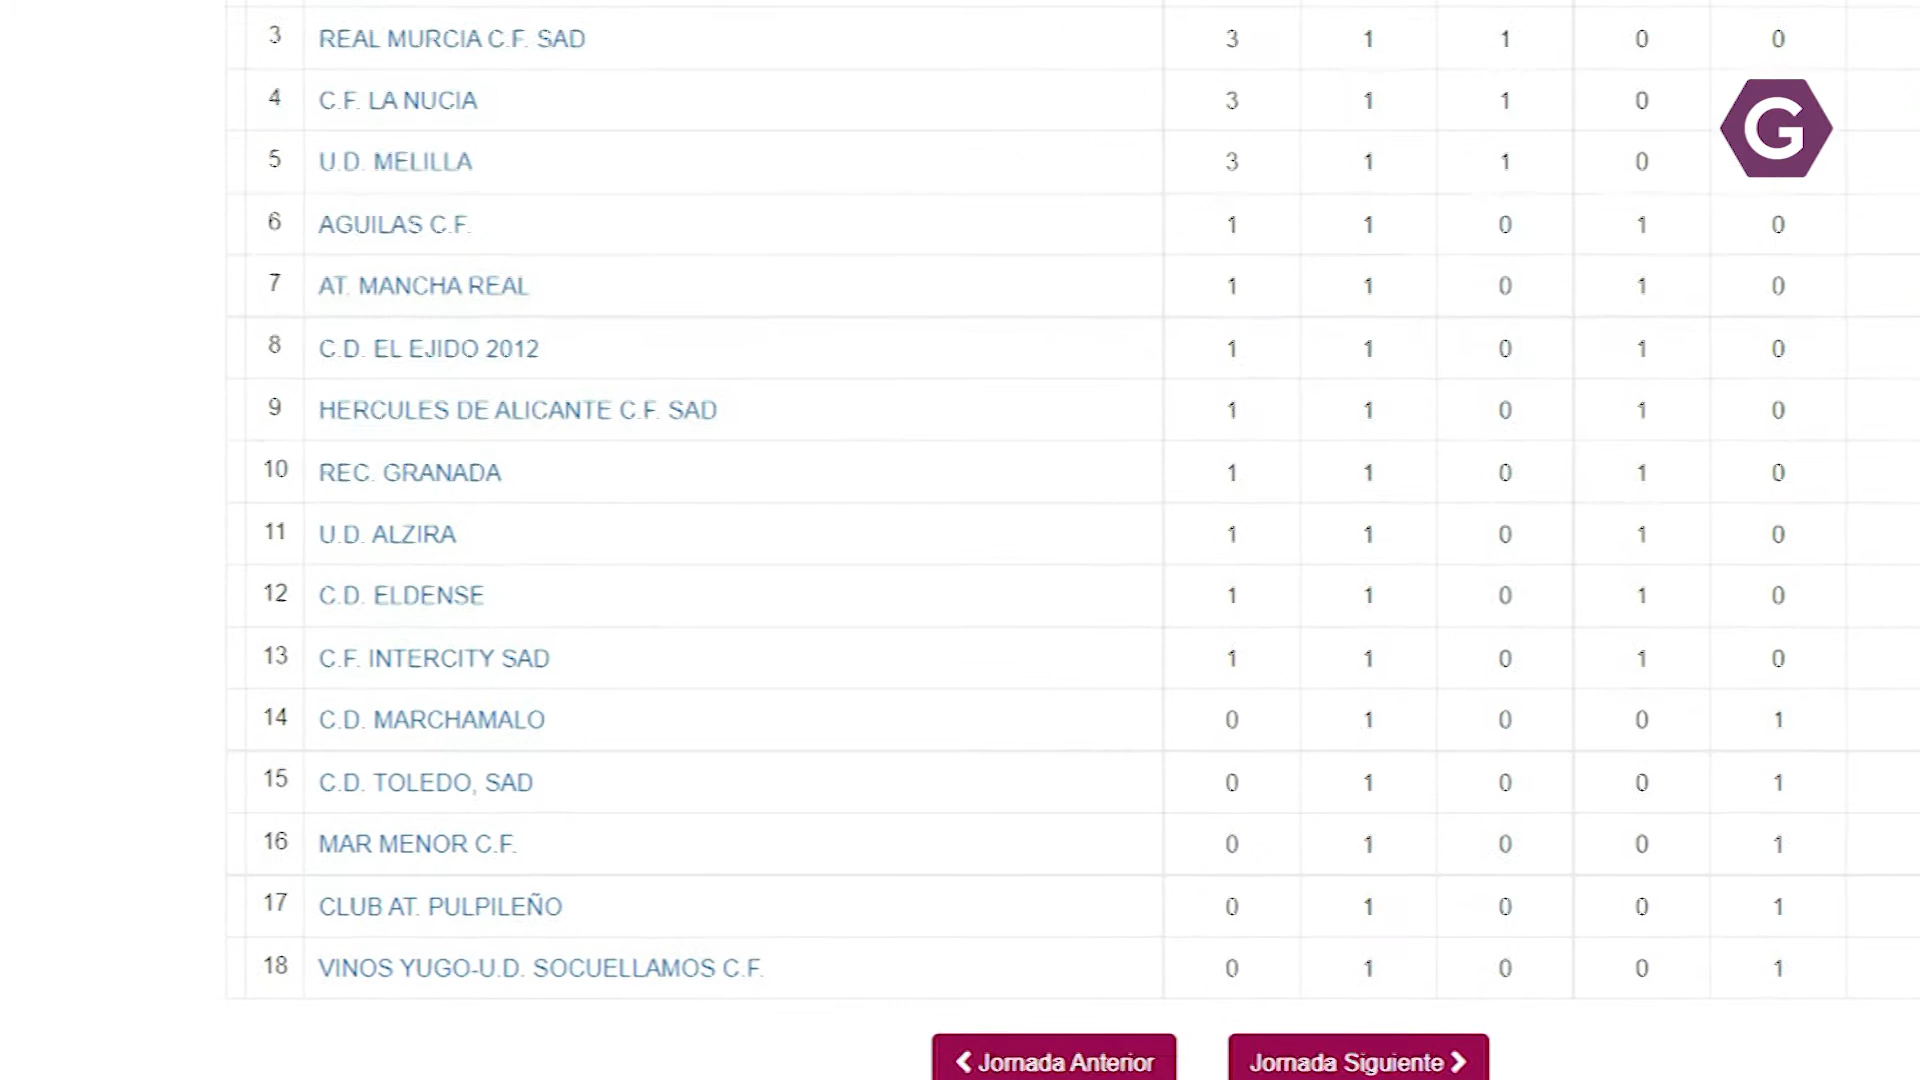 3 REAL MURCIA C.F. SAD 3 1 1 0 0
4 C.F. LA NUCIA 3 1 1 0
G
5 U.D. MELILLA 3 1 1 0
6 AGUILAS C.F. 1 1 0 1 0
7 AT. MANCHA REAL 1 1 0 1 0
8 C.D. EL EJIDO 2012 1 1 0 1 0
9 HERCULES DE ALICANTE C.F. SAD 1 1 0 1 0
10 REC. GRANADA 1 1 0 1 0
11 U.D. ALZIRA 1 1 0 1 0
12 C.D. ELDENSE 1 1 0 1 0
13 C.F. INTERCITY SAD 1 1 0 1 0
14 C.D. MARCHAMALO 0 1 0 0 1
15 C.D. TOLEDO, SAD 0 1 0 0 1
16 MAR MENOR C.F. 0 1 0 0 1
17 CLUB AT. PULPILEÑO 0 1 0 0 1
18 VINOS YUGO-U.D. SOCUELLAMOS C.F. 0 1 0 0 1
Jornada Anterior Jornada Siguiente